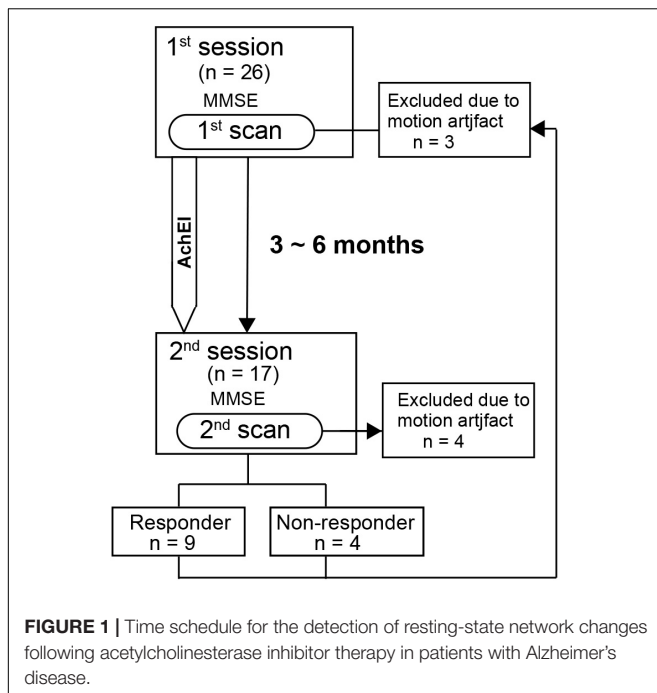 1st session
(n = 26)
MMSE
1st scan
Excluded due to
motion artjfact
n = 3
AchEI
3 ~ 6 months
2nd session
(n = 17)
MMSE
2nd scan
Excluded due to
motion artjfact
n = 4
Responder
n = 9
Non-responder
n = 4
FIGURE 1 | Time schedule for the detection of resting-state network changes
following acetylcholinesterase inhibitor therapy in patients with Alzheimer's
disease.